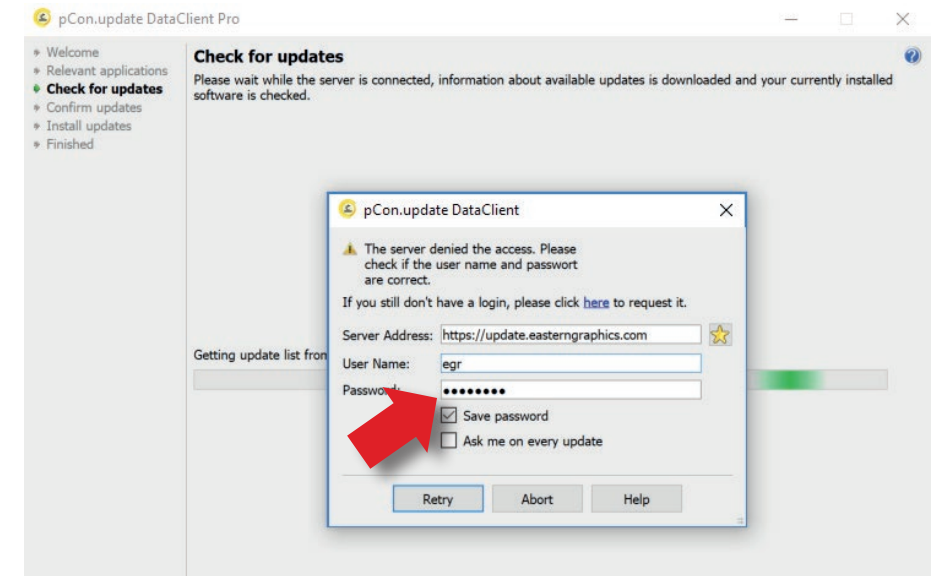 pCon.update DataClient Pro
Welcome
Relevant applications
Check for updates
Confirm updates
Install updates
Finished
Check for updates
Please wait while the server is connected, information about available updates is downloaded and your currently installed
software is checked.
Getting update list from
pCon.update DataClient
The server denied the access. Please
check if the user name and passwort
are correct.
If you still don't have a login, please click here to request it.
Server Address: https://update.easterngraphics.com
User Name: egr
Password: ••••••••
Save password
Ask me on every update
Retry Abort Help